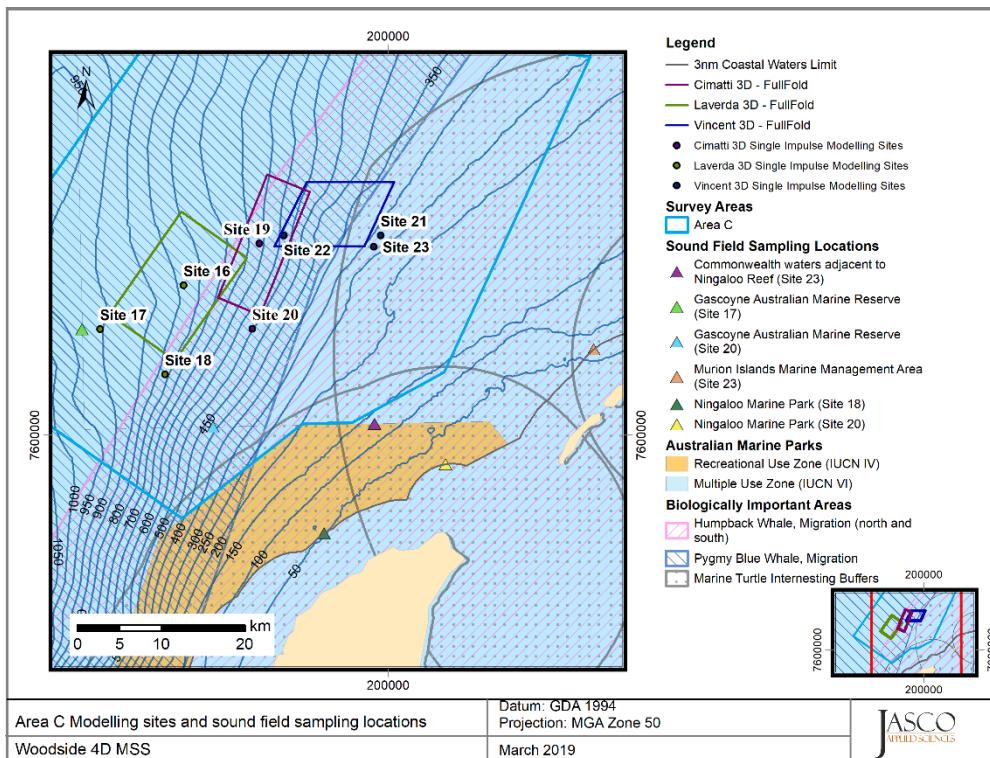 200000
950
350
N
Site 21
Site 19
Site 22
Site 23
Site 16
Site 17
Site 20
Site 18
450
7600000
7600000
1000
950
900
800
700
600
500
400
300
250
200
150
100
50
1050
km
0 5 10 20
200000
Legend
3nm Coastal Waters Limit
Cimatti 3D - FullFold
Laverda 3D - FullFold
Vincent 3D - FullFold
Cimatti 3D Single Impulse Modelling Sites
Laverda 3D Single Impulse Modelling Sites
Vincent 3D Single Impulse Modelling Sites
Survey Areas
Area C
Sound Field Sampling Locations
Commonwealth waters adjacent to
Ningaloo Reef (Site 23)
Gascoyne Australian Marine Reserve
(Site 17)
Gascoyne Australian Marine Reserve
(Site 20)
Murion Islands Marine Management Area
(Site 23)
Ningaloo Marine Park (Site 18)
Ningaloo Marine Park (Site 20)
Australian Marine Parks
Recreational Use Zone (IUCN IV)
Multiple Use Zone (IUCN VI)
Biologically Important Areas
Humpback Whale, Migration (north and
south)
Pygmy Blue Whale, Migration
Marine Turtle Internesting Buffers
200000
7600000
200000
Area C Modelling sites and sound field sampling locations
Woodside 4D MSS
Datum: GDA 1994
Projection: MGA Zone 50
March 2019
JASCO
APPLIED SCIENCES